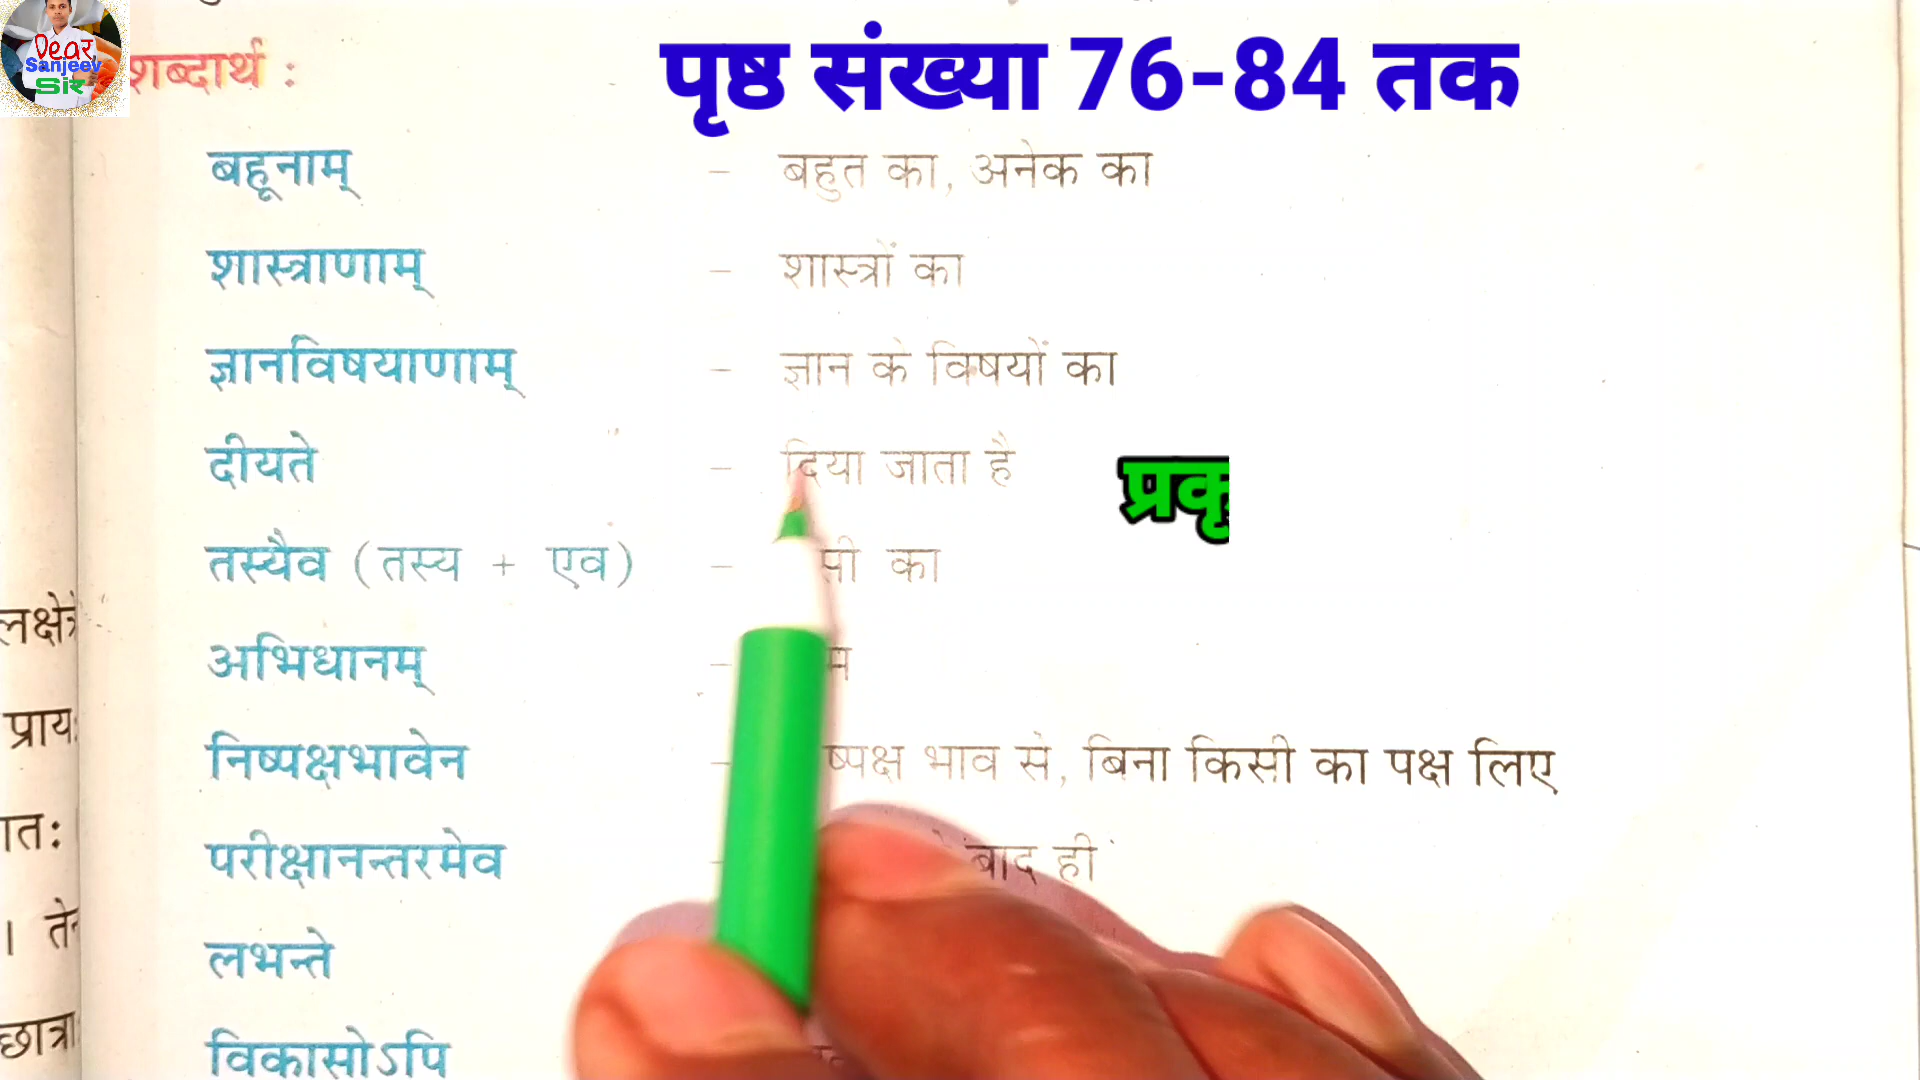 Dear
Sanjeev
Sir
पृष्ठ संख्या 76-84 तक
शब्दार्थ :
बहूनाम् - बहुत का, अनेक का
शास्त्राणाम् - शास्त्रों का
ज्ञानविषयाणाम् - ज्ञान के विषयों का
दीयते - दिया जाता है
प्रकृ
तस्यैव (तस्य + एव) - सी का
अभिधानम् - म
निष्पक्षभावेन - ष्पक्ष भाव से, बिना किसी का पक्ष लिए
परीक्षानन्तरमेव - बाद ही
लभन्ते
विकासोऽपि
लक्षेत्रे
प्राय:
ात:
। ते
छात्रा